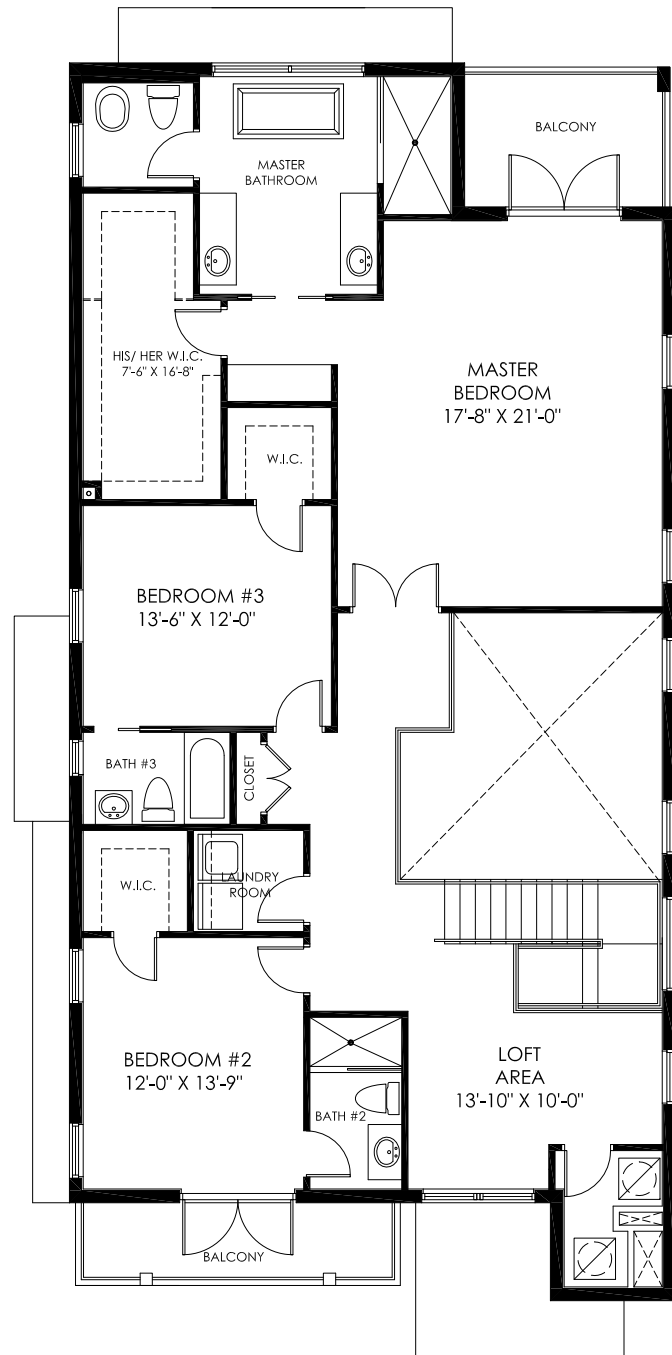 BALCONY
MASTER
BATHROOM
HIS/ HER W.I.C.
7'-6" X 16'-8"
MASTER
BEDROOM
17'-8" X 21'-0"
W.I.C.
BEDROOM #3
13'-6" X 12'-0"
BATH #3
CLOSET
W.I.C.
LAUNDRY
ROOM
BEDROOM #2
12'-0" X 13'-9"
LOFT
AREA
13'-10" X 10'-0"
BATH #2
BALCONY